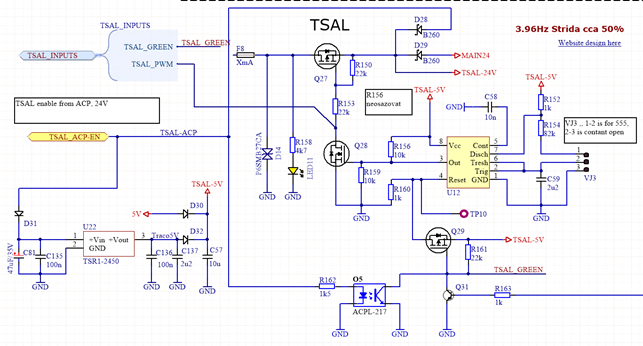 TSAL
3.96Hz Strida cca 50%
Website design here
TSAL_INPUTS
TSAL_INPUTS
TSAL_GREEN
TSAL_GREEN
TSAL_PWM
F8
XmA
Q27
R150
22k
D28
B260
D29
B260
MAIN24
TSAL-24V
TSAL enable from ACP, 24V
TSAL_ACP-EN
TSAL-ACP
R153
22k
R156
neosazovat
TSAL-5V
C58
10n
GND
TSAL-5V
R152
1k
R154
82k
VJ3 ,, 1-2 is for 555,
2-3 is contant open
P6SMB27CA
D14
R158
4k7
LED11
GND
GND
Q28
R156
10k
R159
10k
R160
1k
GND
8
Vcc
Cont
5
Disch
7
3
Out
Tresh
6
Trig
2
4
Reset
GND
1
U12
1
2
3
VJ3
C59
2u2
GND
TP10
D31
5V
D30
TSAL-5V
D32
U22
1
+Vin
+Vout
3
2
GND
TSR1-2450
Traco5V
C81
47uF/35V
C135
100n
GND
C136
100n
GND
C137
2u2
GND
C57
10u
GND
Q29
TSAL-5V
R161
22k
TSAL_GREEN
R162
1k5
O5
ACPL-217
GND
GND
Q31
R163
1k
GND